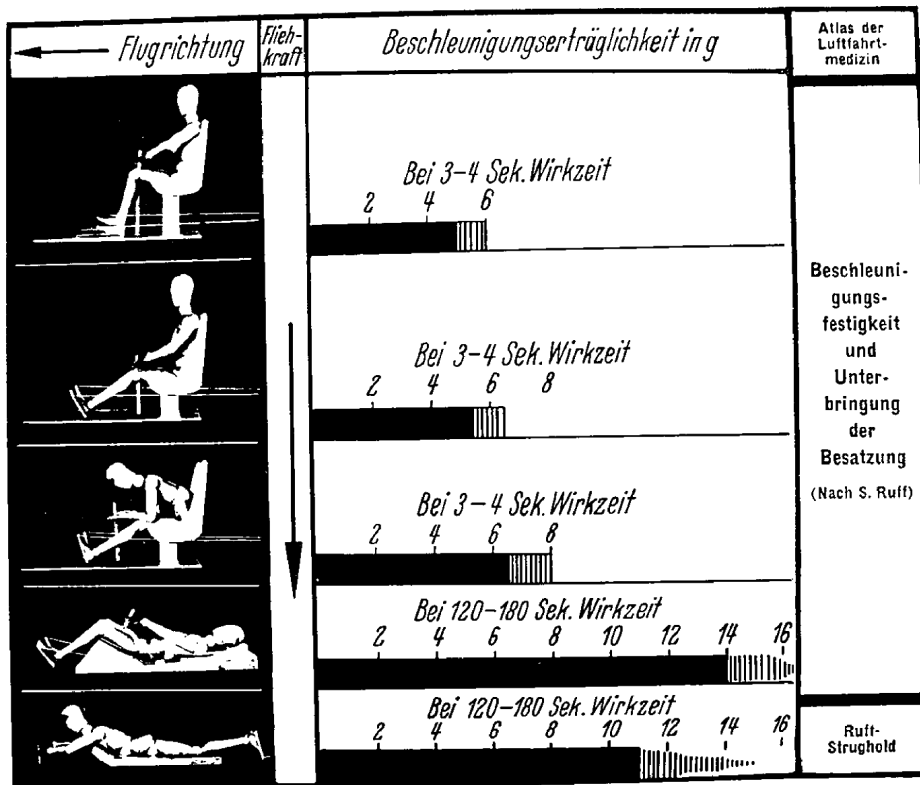 Flugrichtung
Flieh-
kraft
Beschleunigungserträglichkeit in g
Atlas der
Luftfahrt-
medizin
Bei 3-4 Sek. Wirkzeit
2 4 6
Bei 3-4 Sek. Wirkzeit
2 4 6 8
Bei 3-4 Sek. Wirkzeit
2 4 6 8
Bei 120-180 Sek. Wirkzeit
2 4 6 8 10 12 14 16
Bei 120-180 Sek. Wirkzeit
2 4 6 8 10 12 14 16
Beschleuni-
gungs-
festigkeit
und
Unter-
bringung
der
Besatzung
(Nach S. Ruff)
Ruft-
Strughold